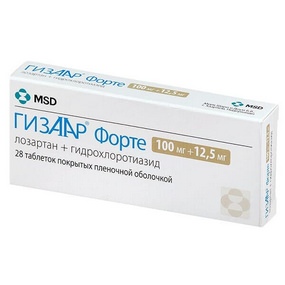 MSD
ГИЗААР® Форте 100 мг + 12,5 мг
лозартан + гидрохлоротиазид
28 таблеток покрытых пленочной оболочкой